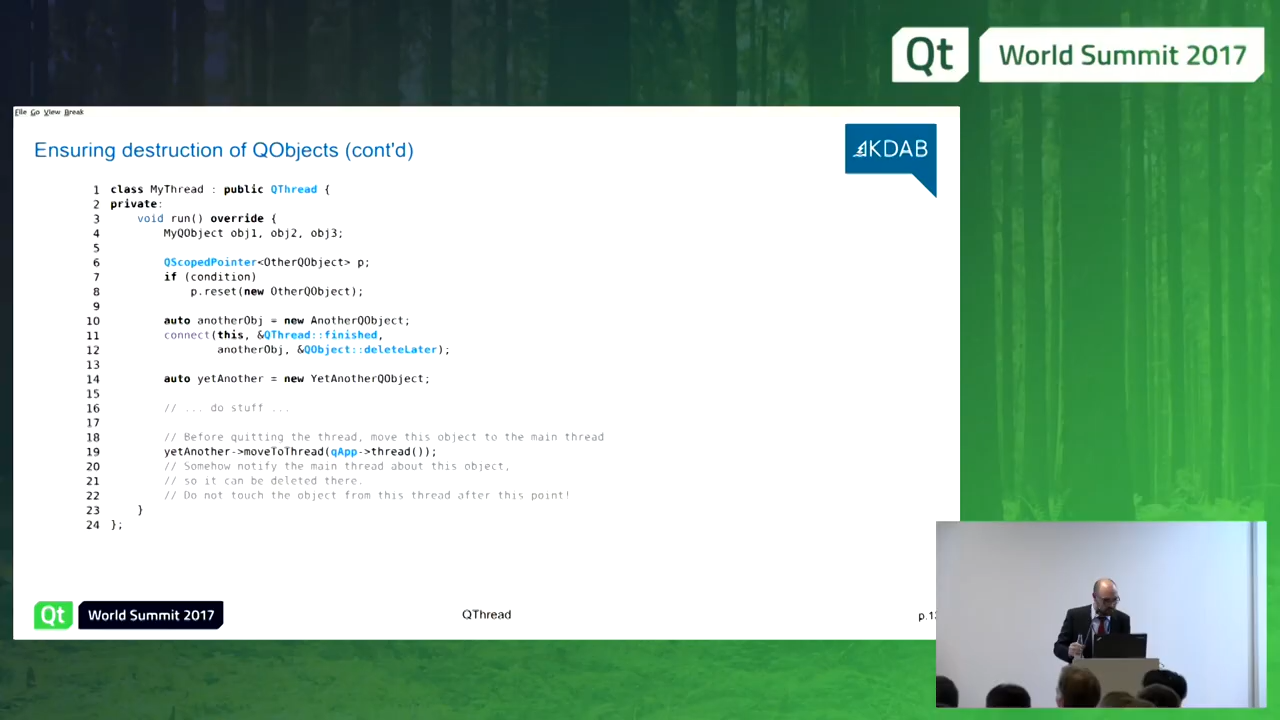 Qt World Summit 2017
File Go View Break
Ensuring destruction of QObjects (cont'd)
KDAB
1 class MyThread : public QThread {
2 private:
3 void run() override {
4 MyQObject obj1, obj2, obj3;
5
6 QScopedPointer<OtherQObject> p;
7 if (condition)
8 p.reset(new OtherQObject);
9
10 auto anotherObj = new AnotherQObject;
11 connect(this, &QThread::finished,
12 anotherObj, &QObject::deleteLater);
13
14 auto yetAnother = new YetAnotherQObject;
15
16 // ... do stuff ...
17
18 // Before quitting the thread, move this object to the main thread
19 yetAnother->moveToThread(qApp->thread());
20 // Somehow notify the main thread about this object,
21 // so it can be deleted there.
22 // Do not touch the object from this thread after this point!
23 }
24 };
Qt World Summit 2017
QThread